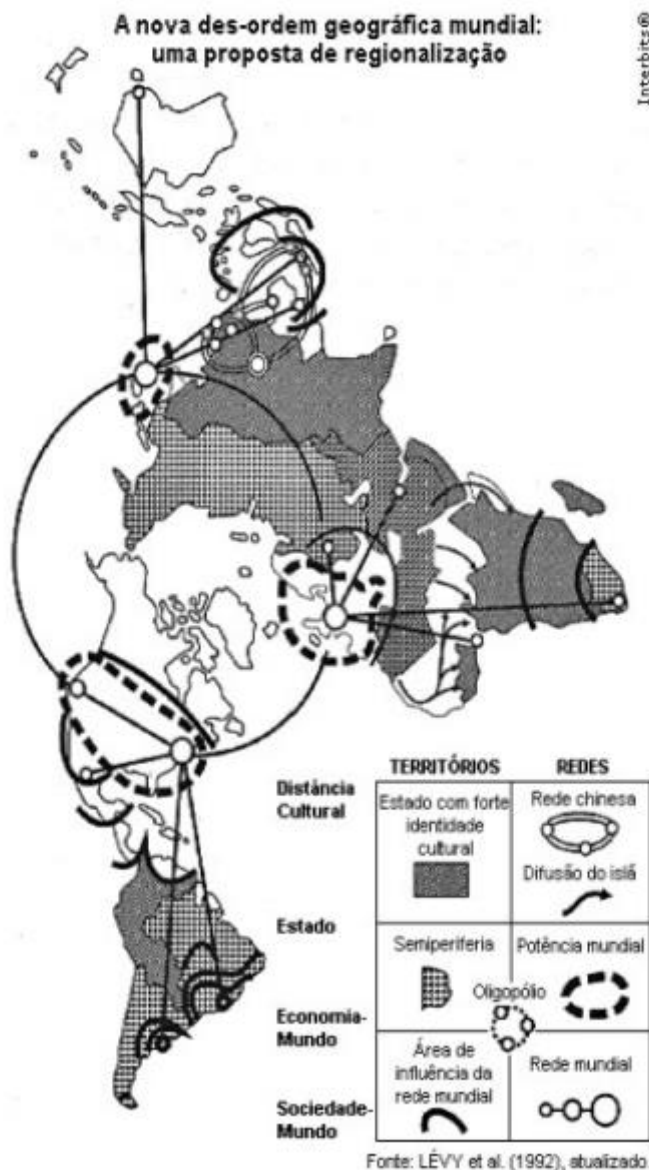 A nova des-ordem geográfica mundial:
uma proposta de regionalização
Interbits®
TERRITÓRIOS
REDES
Distância
Cultural
Estado com forte
identidade
cultural
Rede chinesa
Difusão do islã
Estado
Semiperiferia
Potência mundial
Oligopólio
Economia-
Mundo
Área de
influência da
rede mundial
Rede mundial
Sociedade-
Mundo
Fonte: LÉVY et al. (1992), atualizado